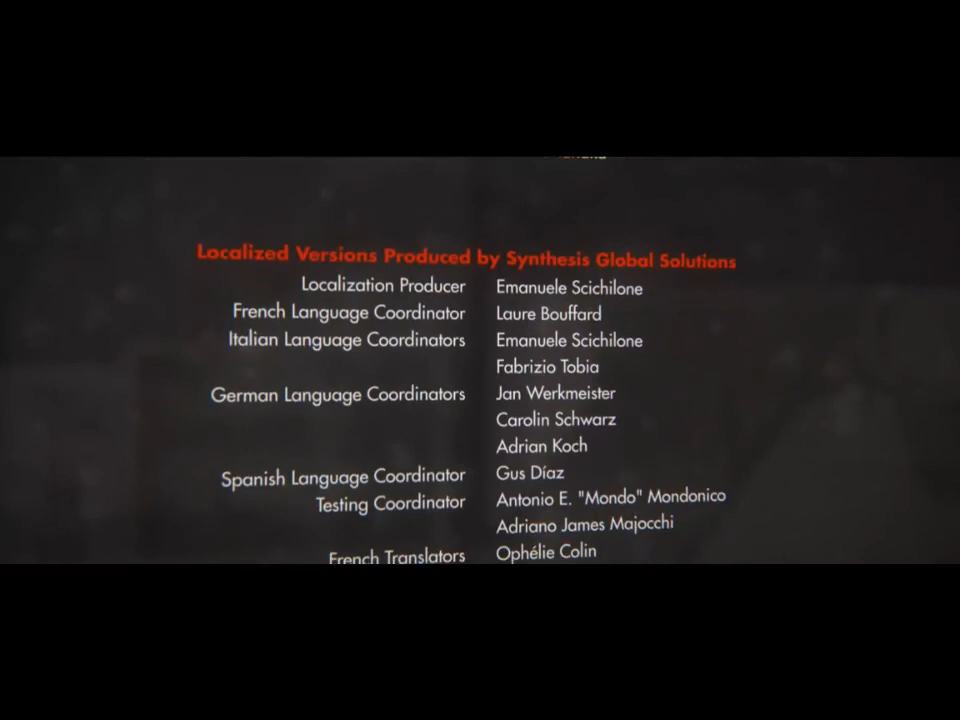 Localized Versions Produced by Synthesis Global Solutions
Localization Producer Emanuele Scichilone
French Language Coordinator Laure Bouffard
Italian Language Coordinators Emanuele Scichilone
Fabrizio Tobia
German Language Coordinators Jan Werkmeister
Carolin Schwarz
Adrian Koch
Spanish Language Coordinator Gus Díaz
Testing Coordinator Antonio E. "Mondo" Mondonico
Adriano James Majocchi
French Translators Ophélie Colin